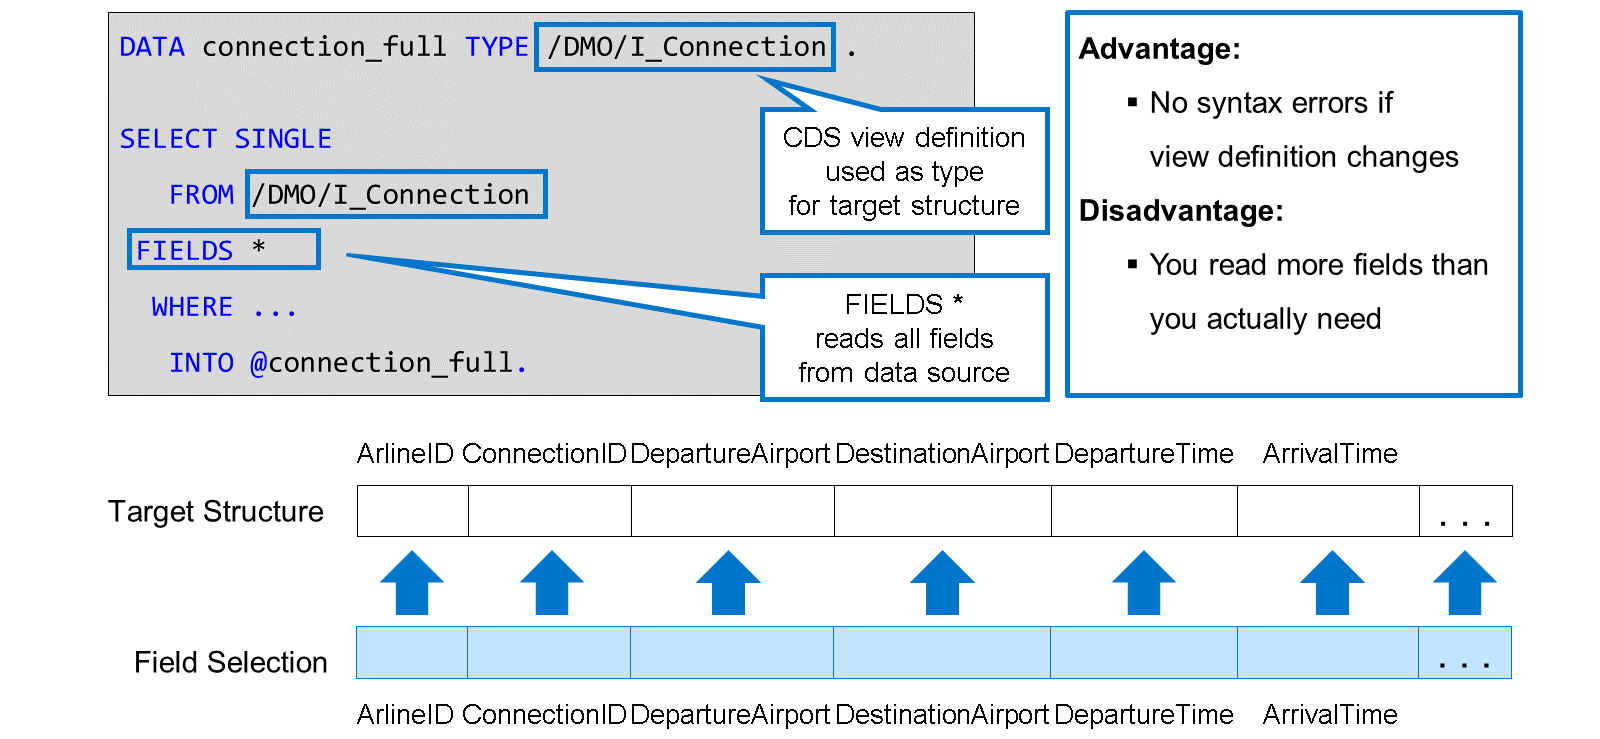 DATA connection_full TYPE /DMO/I_Connection .
SELECT SINGLE
FROM /DMO/I_Connection
FIELDS *
WHERE ...
INTO @connection_full.
CDS view definition
used as type
for target structure
FIELDS *
reads all fields
from data source
Advantage:
▪ No syntax errors if
view definition changes
Disadvantage:
▪ You read more fields than
you actually need
ArlineID ConnectionID DepartureAirport DestinationAirport DepartureTime ArrivalTime
Target Structure
. . .
Field Selection
. . .
ArlineID ConnectionID DepartureAirport DestinationAirport DepartureTime ArrivalTime